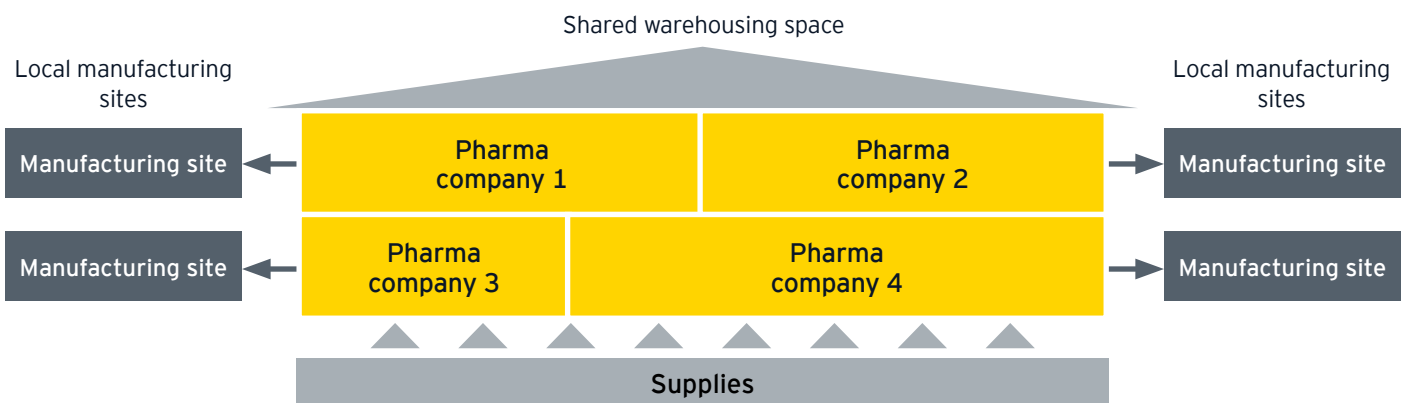 Shared warehousing space
Local manufacturing
sites
Local manufacturing
sites
Manufacturing site
Pharma
company 1
Pharma
company 2
Manufacturing site
Manufacturing site
Pharma
company 3
Pharma
company 4
Manufacturing site
Supplies